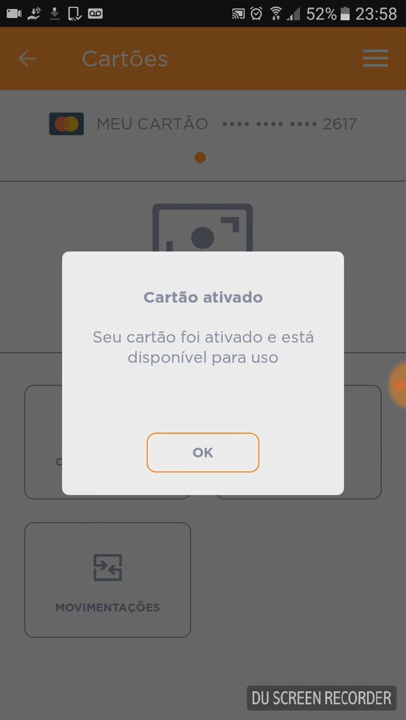 52% 23:58
Cartões
MEU CARTÃO •••• •••• •••• 2617
Cartão ativado
Seu cartão foi ativado e está
disponível para uso
OK
MOVIMENTAÇÕES
DU SCREEN RECORDER